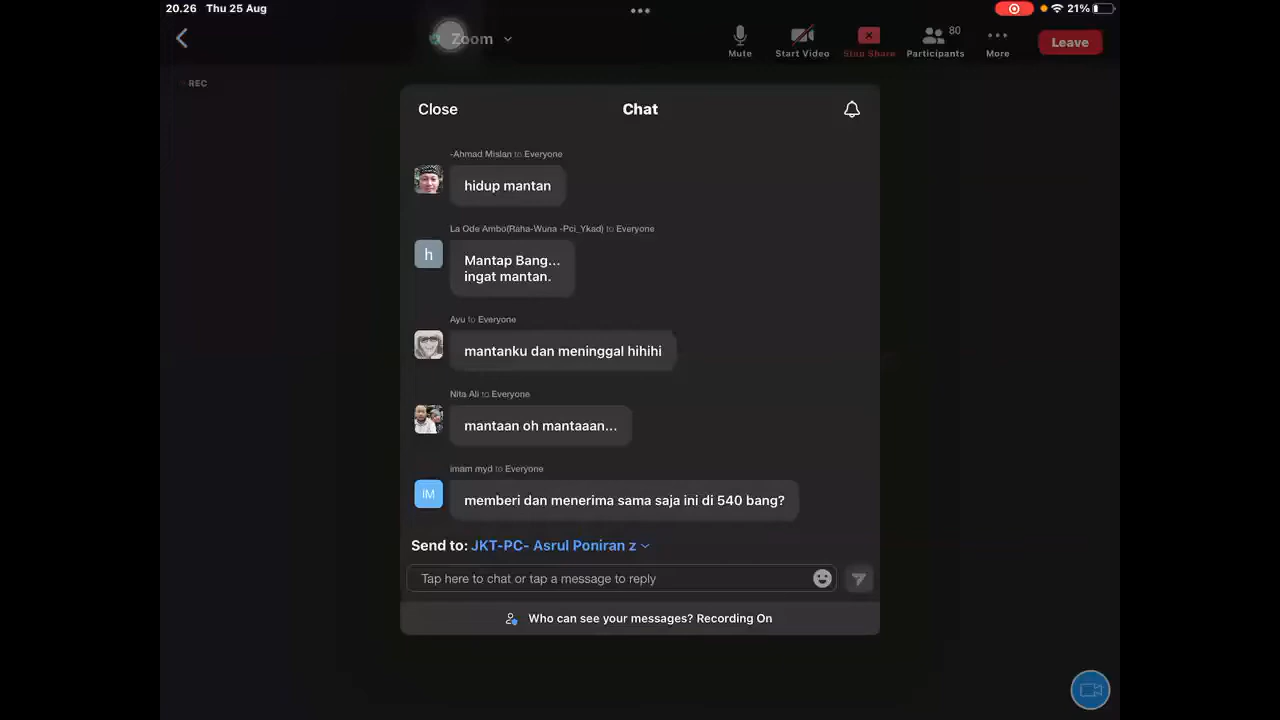 20.26 Thu 25 Aug
21%
Zoom
Mute
Start Video
Stop Share
80
Participants
More
Leave
REC
Close
Chat
-Ahmad Mislan to Everyone
hidup mantan
La Ode Ambo(Raha-Wuna -Pci_Ykad) to Everyone
h
Mantap Bang...
ingat mantan.
Ayu to Everyone
mantanku dan meninggal hihihi
Nita Ali to Everyone
mantaan oh mantaaan...
imam myd to Everyone
IM
memberi dan menerima sama saja ini di 540 bang?
Send to: JKT-PC- Asrul Poniran z
Tap here to chat or tap a message to reply
Who can see your messages? Recording On